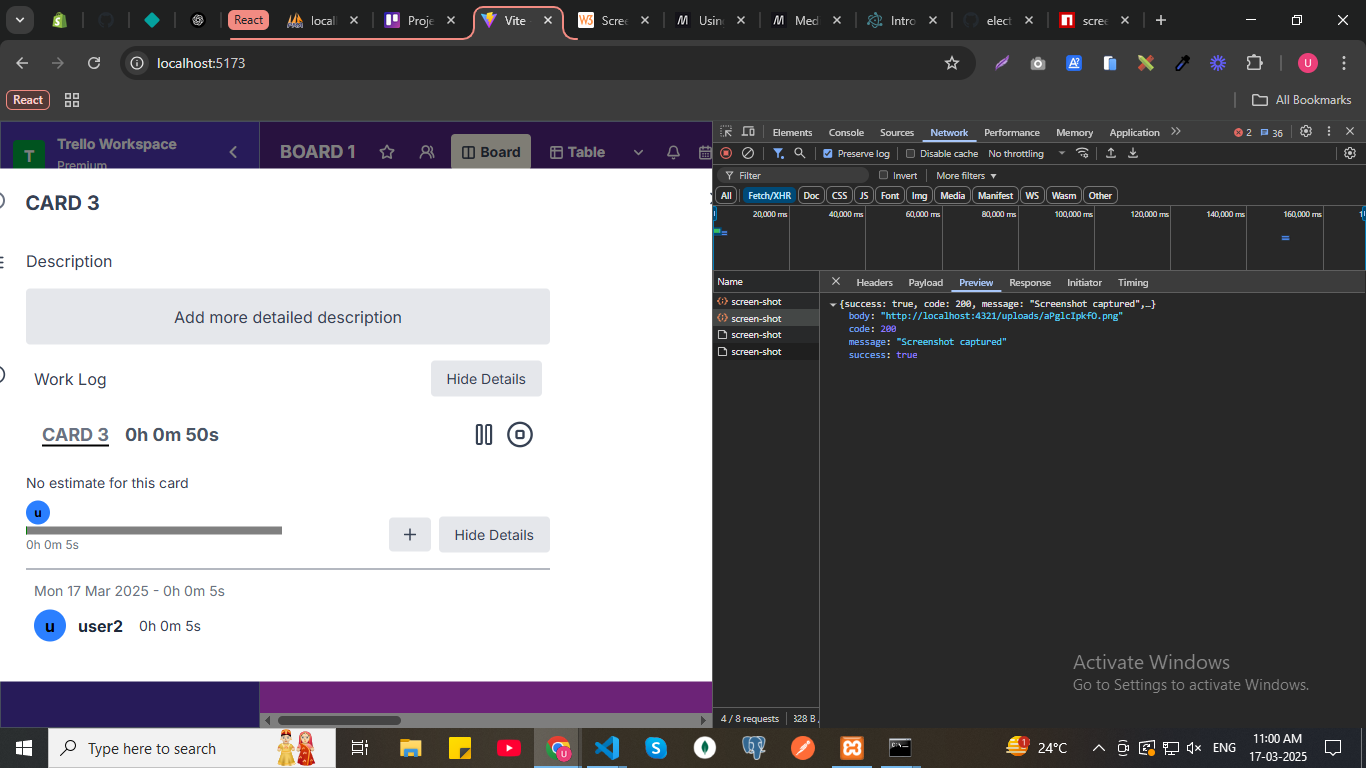 React
locall
Proje
Vite
Scree
Usin
Med
Intro
elect
scree
localhost:5173
U
React
All Bookmarks
T
Trello Workspace
Premium
BOARD 1
Board
Table
CARD 3
Description
Add more detailed description
Work Log
Hide Details
CARD 3
0h 0m 50s
No estimate for this card
u
0h 0m 5s
+
Hide Details
Mon 17 Mar 2025 - 0h 0m 5s
u
user2
0h 0m 5s
Elements
Console
Sources
Network
Performance
Memory
Application
2
36
Preserve log
Disable cache
No throttling
Filter
Invert
More filters
All
Fetch/XHR
Doc
CSS
JS
Font
Img
Media
Manifest
WS
Wasm
Other
20,000 ms
40,000 ms
60,000 ms
80,000 ms
100,000 ms
120,000 ms
140,000 ms
160,000 ms
Name
Headers
Payload
Preview
Response
Initiator
Timing
screen-shot
screen-shot
screen-shot
screen-shot
{success: true, code: 200, message: "Screenshot captured",…}
body: "http://localhost:4321/uploads/aPglcIpkfO.png"
code: 200
message: "Screenshot captured"
success: true
Activate Windows
Go to Settings to activate Windows.
4 / 8 requests
Type here to search
24°C
ENG
11:00 AM
17-03-2025